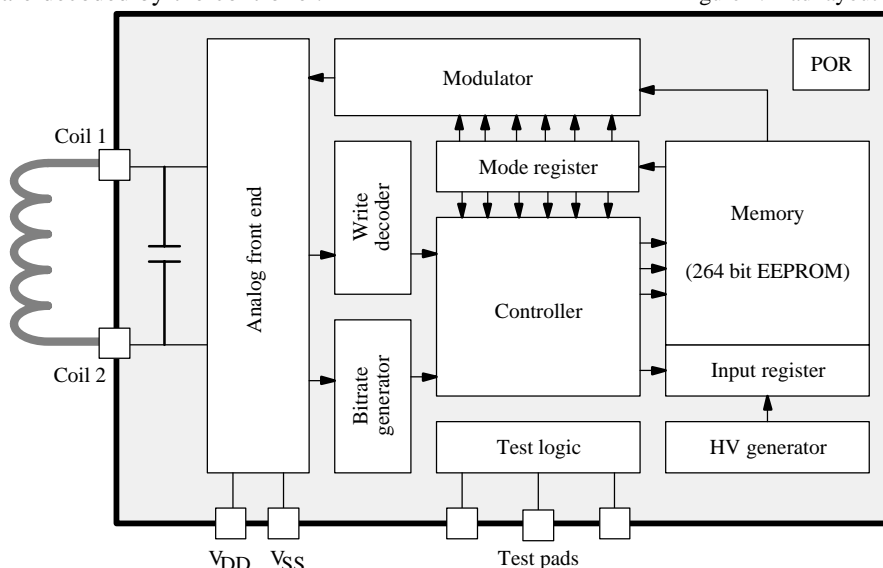 Modulator
POR
Coil 1
Mode register
Write
decoder
Memory
(264 bit EEPROM)
Analog front end
Controller
Coil 2
Bitrate
generator
Input register
Test logic
HV generator
VDD
VSS
Test pads